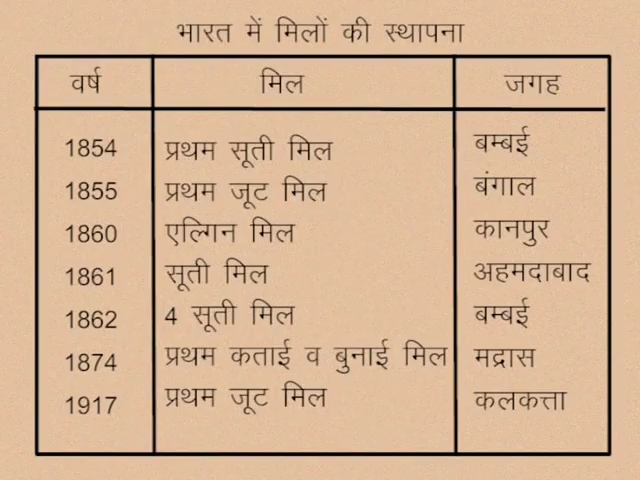 भारत में मिलों की स्थापना
वर्ष मिल जगह
1854 प्रथम सूती मिल बम्बई
1855 प्रथम जूट मिल बंगाल
1860 एल्गिन मिल कानपुर
1861 सूती मिल अहमदाबाद
1862 4 सूती मिल बम्बई
1874 प्रथम कताई व बुनाई मिल मद्रास
1917 प्रथम जूट मिल कलकत्ता